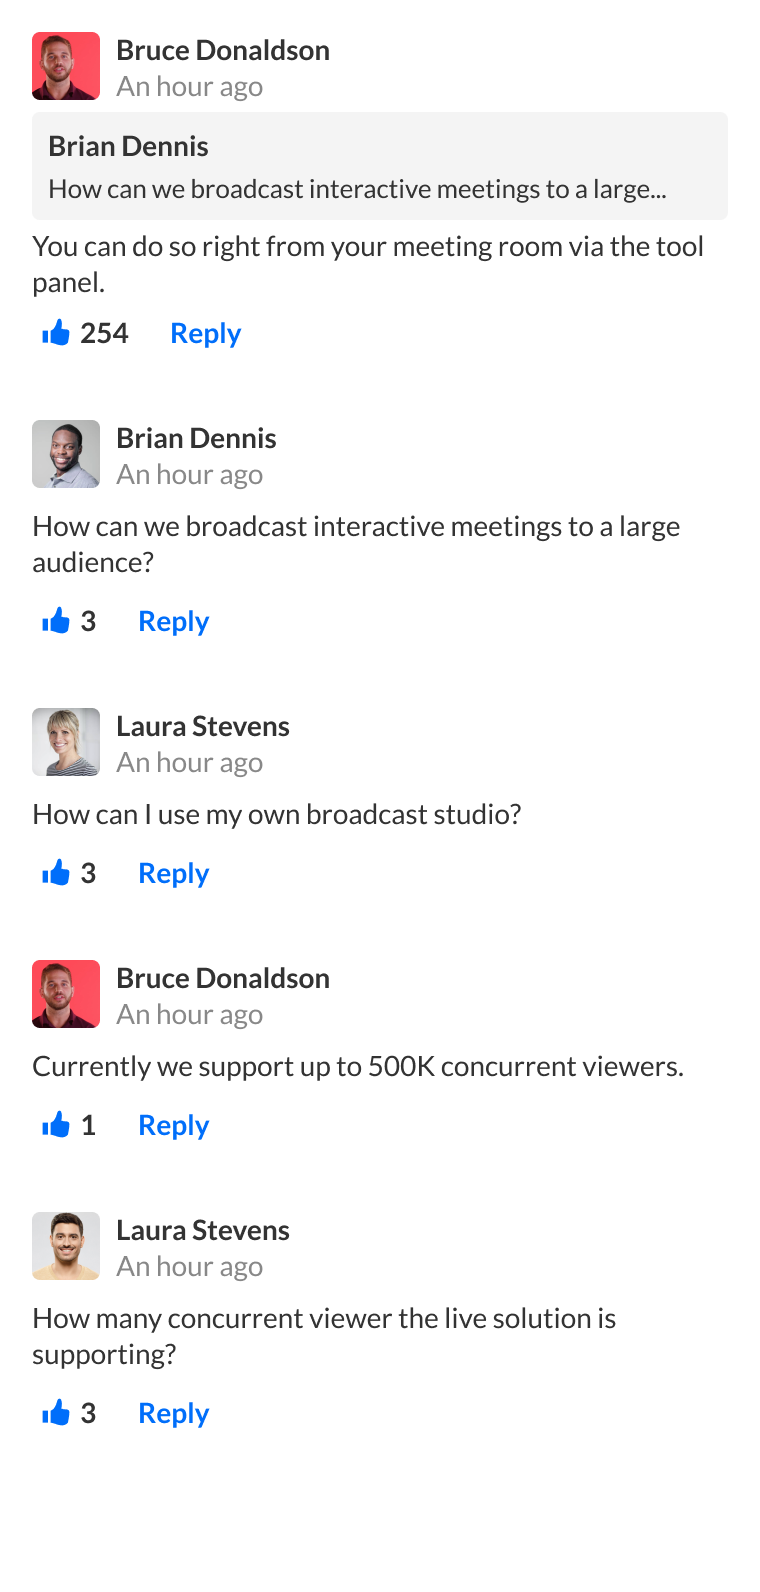 Bruce Donaldson
An hour ago
Brian Dennis
How can we broadcast interactive meetings to a large...
You can do so right from your meeting room via the tool
panel.
254 Reply
Brian Dennis
An hour ago
How can we broadcast interactive meetings to a large
audience?
3 Reply
Laura Stevens
An hour ago
How can I use my own broadcast studio?
3 Reply
Bruce Donaldson
An hour ago
Currently we support up to 500K concurrent viewers.
1 Reply
Laura Stevens
An hour ago
How many concurrent viewer the live solution is
supporting?
3 Reply